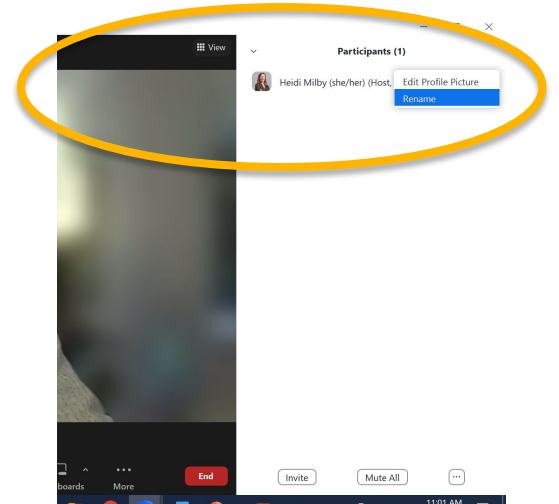 View
Participants (1)
Heidi Milby (she/her) (Host,
Edit Profile Picture
Rename
boards
More
End
Invite
Mute All
11:01 AM